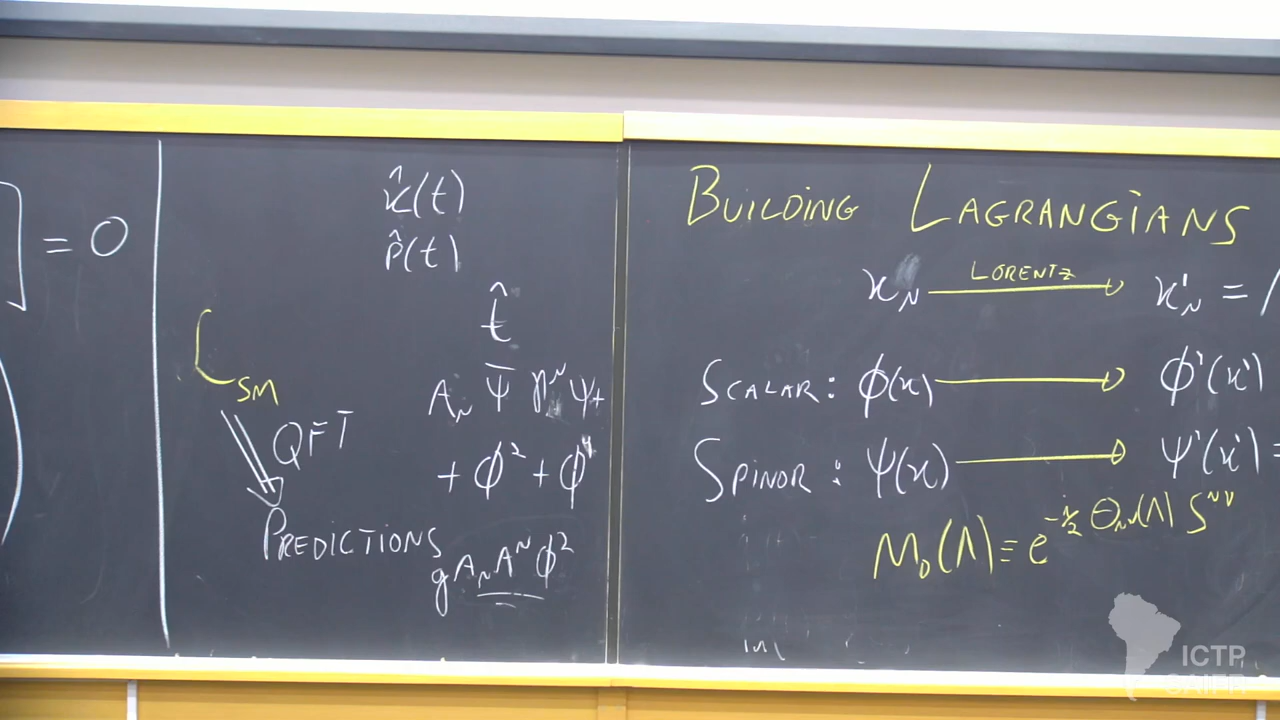 ] = 0
x̂(t)
p̂(t)
t̂
L_SM
QFT
PREDICTIONS
A_μ Ψ̄ γ^μ Ψ +
+ ϕ² + ϕ⁴
g A_μ A^μ ϕ²
BUILDING LAGRANGIANS
x_μ LORENTZ → x'_μ =
SCALAR: ϕ(x) → ϕ'(x')
SPINOR: ψ(x) → ψ'(x') =
M_D(Λ) ≡ e^{-i/2 Θ_μν(Λ) S^μν}
ICTP
SAIFR